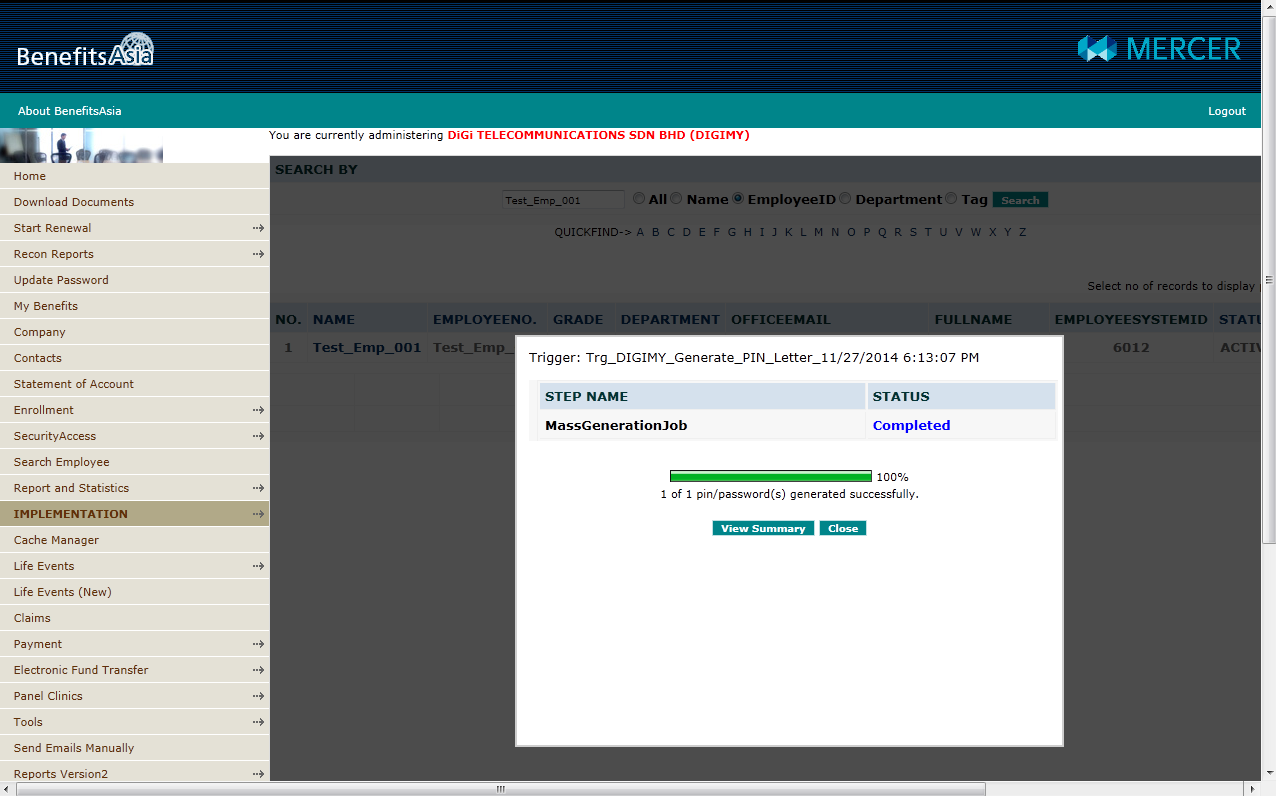 BenefitsAsia
MERCER
About BenefitsAsia
Logout
You are currently administering DiGi TELECOMMUNICATIONS SDN BHD (DIGIMY)
Home
Download Documents
Start Renewal
Recon Reports
Update Password
My Benefits
Company
Contacts
Statement of Account
Enrollment
SecurityAccess
Search Employee
Report and Statistics
IMPLEMENTATION
Cache Manager
Life Events
Life Events (New)
Claims
Payment
Electronic Fund Transfer
Panel Clinics
Tools
Send Emails Manually
Reports Version2
SEARCH BY
Test_Emp_001 All Name EmployeeID Department Tag Search
QUICKFIND-> A B C D E F G H I J K L M N O P Q R S T U V W X Y Z
Select no of records to display
NO. NAME EMPLOYEENO. GRADE DEPARTMENT OFFICEEMAIL FULLNAME EMPLOYEESYSTEMID STATU
1 Test_Emp_001 Test_Emp_ 6012 ACTIV
Trigger: Trg_DIGIMY_Generate_PIN_Letter_11/27/2014 6:13:07 PM
STEP NAME STATUS
MassGenerationJob Completed
100%
1 of 1 pin/password(s) generated successfully.
View Summary Close